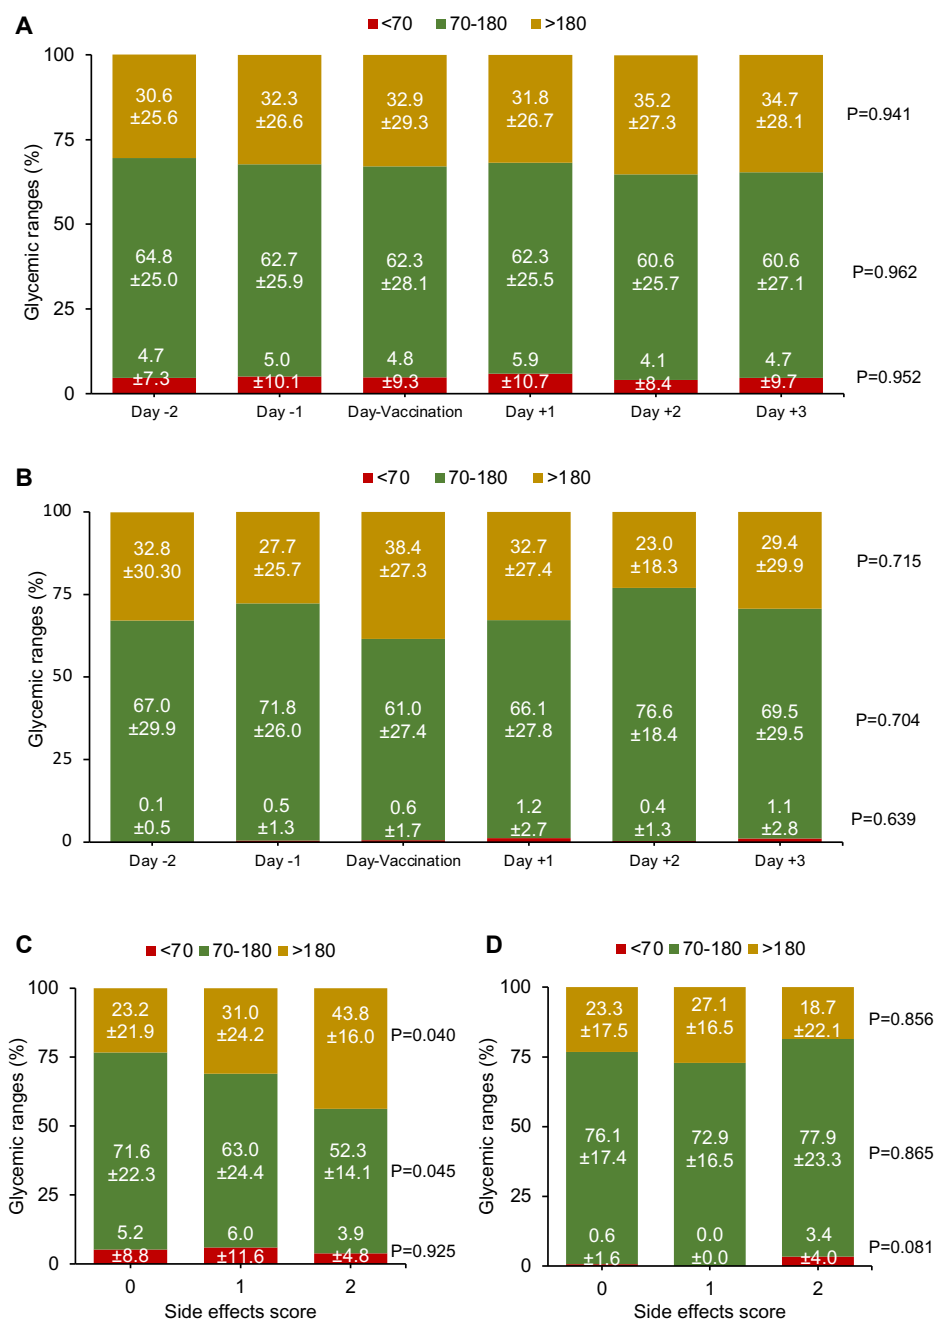 A
<70 70-180 >180
Glycemic ranges (%)
100
75
50
25
0
30.6 32.3 32.9 31.8 35.2 34.7
±25.6 ±26.6 ±29.3 ±26.7 ±27.3 ±28.1
P=0.941
64.8 62.7 62.3 62.3 60.6 60.6
±25.0 ±25.9 ±28.1 ±25.5 ±25.7 ±27.1
P=0.962
4.7 5.0 4.8 5.9 4.1 4.7
±7.3 ±10.1 ±9.3 ±10.7 ±8.4 ±9.7
P=0.952
Day -2 Day -1 Day-Vaccination Day +1 Day +2 Day +3
B
<70 70-180 >180
Glycemic ranges (%)
100
75
50
25
0
32.8 27.7 38.4 32.7 23.0 29.4
±30.30 ±25.7 ±27.3 ±27.4 ±18.3 ±29.9
P=0.715
67.0 71.8 61.0 66.1 76.6 69.5
±29.9 ±26.0 ±27.4 ±27.8 ±18.4 ±29.5
P=0.704
0.1 0.5 0.6 1.2 0.4 1.1
±0.5 ±1.3 ±1.7 ±2.7 ±1.3 ±2.8
P=0.639
Day -2 Day -1 Day-Vaccination Day +1 Day +2 Day +3
C
<70 70-180 >180
Glycemic ranges (%)
100
75
50
25
0
23.2 31.0 43.8
±21.9 ±24.2 ±16.0
P=0.040
71.6 63.0 52.3
±22.3 ±24.4 ±14.1
P=0.045
5.2 6.0 3.9
±8.8 ±11.6 ±4.8
P=0.925
0 1 2
Side effects score
D
<70 70-180 >180
Glycemic ranges (%)
100
75
50
25
0
23.3 27.1 18.7
±17.5 ±16.5 ±22.1
P=0.856
76.1 72.9 77.9
±17.4 ±16.5 ±23.3
P=0.865
0.6 0.0 3.4
±1.6 ±0.0 ±4.0
P=0.081
0 1 2
Side effects score